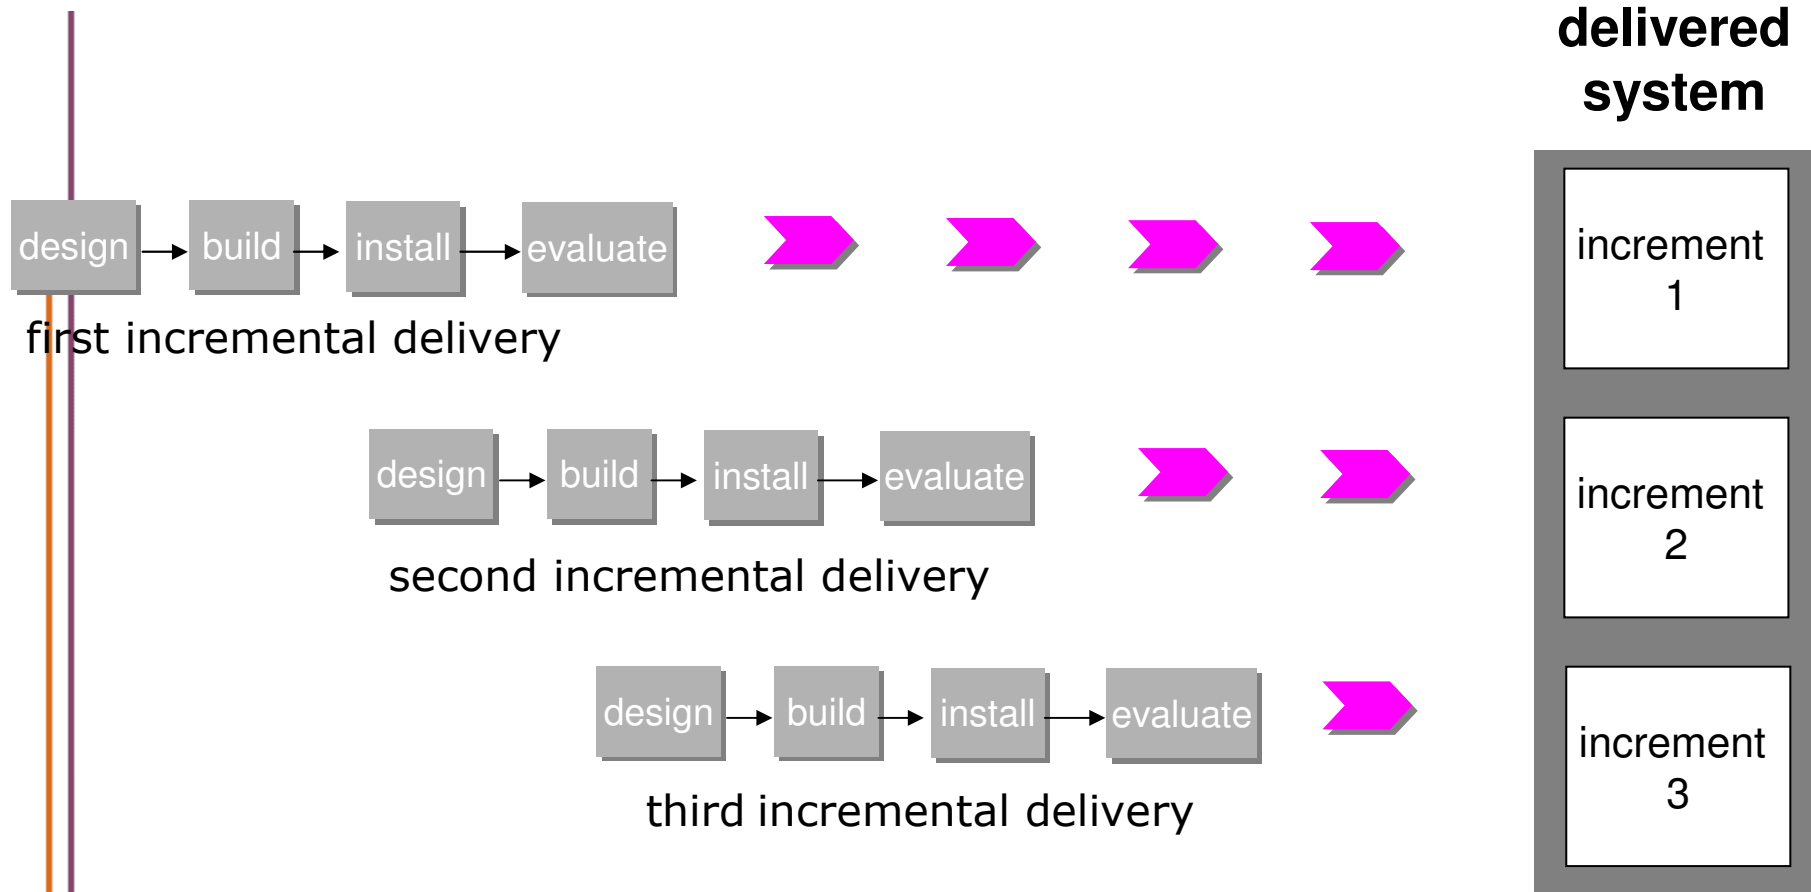 delivered
system
design build install evaluate
increment
1
first incremental delivery
design build install evaluate
increment
2
second incremental delivery
design build install evaluate
increment
3
third incremental delivery